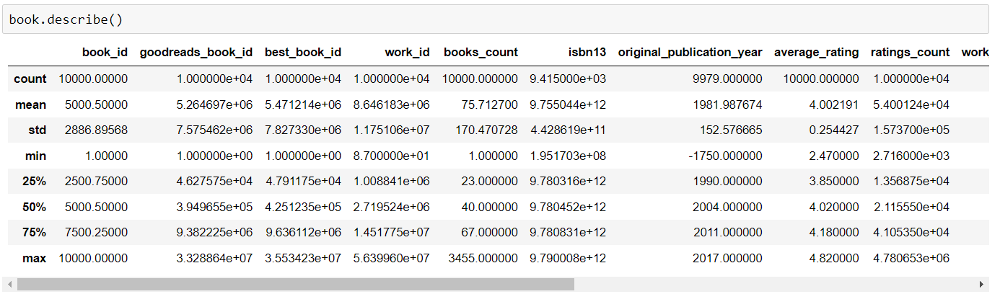 book.describe()
book_id goodreads_book_id best_book_id work_id books_count isbn13 original_publication_year average_rating ratings_count work
count 10000.00000 1.000000e+04 1.000000e+04 1.000000e+04 10000.000000 9.415000e+03 9979.000000 10000.000000 1.000000e+04
mean 5000.50000 5.264697e+06 5.471214e+06 8.646183e+06 75.712700 9.755044e+12 1981.987674 4.002191 5.400124e+04
std 2886.89568 7.575462e+06 7.827330e+06 1.175106e+07 170.470728 4.428619e+11 152.576665 0.254427 1.573700e+05
min 1.00000 1.000000e+00 1.000000e+00 8.700000e+01 1.000000 1.951703e+08 -1750.000000 2.470000 2.716000e+03
25% 2500.75000 4.627575e+04 4.791175e+04 1.008841e+06 23.000000 9.780316e+12 1990.000000 3.850000 1.356875e+04
50% 5000.50000 3.949655e+05 4.251235e+05 2.719524e+06 40.000000 9.780452e+12 2004.000000 4.020000 2.115550e+04
75% 7500.25000 9.382225e+06 9.636112e+06 1.451775e+07 67.000000 9.780831e+12 2011.000000 4.180000 4.105350e+04
max 10000.00000 3.328864e+07 3.553423e+07 5.639960e+07 3455.000000 9.790008e+12 2017.000000 4.820000 4.780653e+06